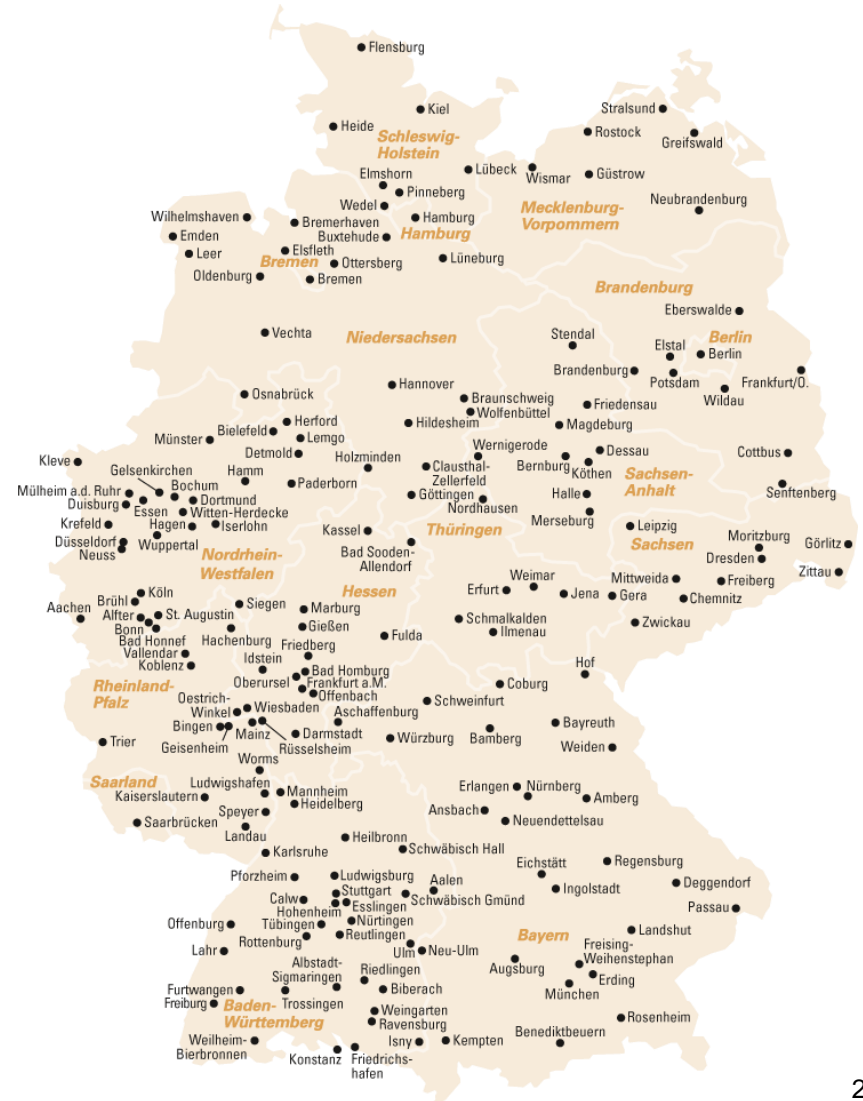 Flensburg
Kiel
Stralsund
Heide
Rostock
Greifswald
Schleswig-
Holstein
Elmshorn
Lübeck
Wismar
Güstrow
Pinneberg
Wedel
Neubrandenburg
Mecklenburg-
Vorpommern
Wilhelmshaven
Bremerhaven
Hamburg
Hamburg
Emden
Buxtehude
Leer
Elsfleth
Bremen
Ottersberg
Lüneburg
Oldenburg
Bremen
Brandenburg
Eberswalde
Vechta
Niedersachsen
Stendal
Berlin
Elstal
Berlin
Brandenburg
Potsdam
Frankfurt/O.
Wildau
Hannover
Osnabrück
Braunschweig
Wolfenbüttel
Friedensau
Herford
Hildesheim
Magdeburg
Bielefeld
Lemgo
Münster
Detmold
Wernigerode
Dessau
Cottbus
Kleve
Holzminden
Clausthal-
Zellerfeld
Bernburg
Köthen
Gelsenkirchen
Hamm
Sachsen-
Anhalt
Bochum
Paderborn
Mülheim a.d. Ruhr
Dortmund
Göttingen
Nordhausen
Halle
Senftenberg
Duisburg
Essen
Witten-Herdecke
Merseburg
Krefeld
Hagen
Iserlohn
Kassel
Thüringen
Leipzig
Düsseldorf
Neuss
Wuppertal
Bad Sooden-
Allendorf
Sachsen
Moritzburg
Görlitz
Nordrhein-
Westfalen
Dresden
Zittau
Hessen
Erfurt
Weimar
Mittweida
Freiberg
Köln
Jena
Gera
Chemnitz
Brühl
Siegen
Marburg
Aachen
Alfter
St. Augustin
Schmalkalden
Zwickau
Bonn
Gießen
Ilmenau
Bad Honnef
Hachenburg
Fulda
Vallendar
Friedberg
Koblenz
Idstein
Bad Homburg
Hof
Oberursel
Frankfurt a.M.
Coburg
Rheinland-
Pfalz
Offenbach
Schweinfurt
Oestrich-
Winkel
Wiesbaden
Aschaffenburg
Bingen
Mainz
Bayreuth
Trier
Geisenheim
Rüsselsheim
Darmstadt
Würzburg
Bamberg
Weiden
Worms
Saarland
Ludwigshafen
Mannheim
Erlangen
Nürnberg
Kaiserslautern
Heidelberg
Amberg
Speyer
Ansbach
Saarbrücken
Landau
Neuendettelsau
Heilbronn
Karlsruhe
Schwäbisch Hall
Eichstätt
Regensburg
Pforzheim
Ludwigsburg
Aalen
Deggendorf
Stuttgart
Ingolstadt
Calw
Esslingen
Schwäbisch Gmünd
Hohenheim
Passau
Offenburg
Tübingen
Nürtingen
Rottenburg
Reutlingen
Bayern
Landshut
Lahr
Ulm
Neu-Ulm
Freising-
Weihenstephan
Albstadt-
Sigmaringen
Riedlingen
Augsburg
Erding
Furtwangen
Trossingen
Biberach
München
Freiburg
Baden-
Württemberg
Weingarten
Ravensburg
Rosenheim
Weilheim-
Bierbronnen
Isny
Kempten
Benediktbeuern
Konstanz
Friedrichs-
hafen
2